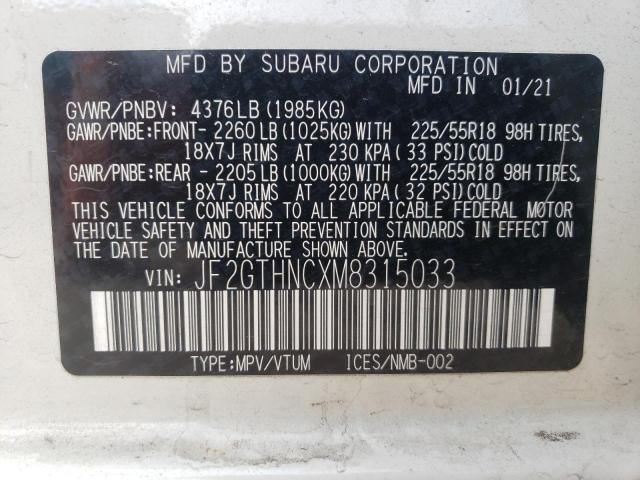 MFD BY SUBARU CORPORATION
MFD IN 01/21
GVWR/PNBV: 4376LB(1985KG)
GAWR/PNBE:FRONT-2260LB(1025KG)WITH 225/55R18 98H TIRES,
18X7J RIMS AT 230 KPA(33 PSI)COLD
GAWR/PNBE:REAR -2205LB(1000KG)WITH 225/55R18 98H TIRES,
18X7J RIMS AT 220 KPA(32 PSI)COLD
THIS VEHICLE CONFORMS TO ALL APPLICABLE FEDERAL MOTOR
VEHICLE SAFETY AND THEFT PREVENTION STANDARDS IN EFFECT ON
THE DATE OF MANUFACTURE SHOWN ABOVE.
VIN: JF2GTHNCXM8315033
TYPE:MPV/VTUM ICES/NMB-002